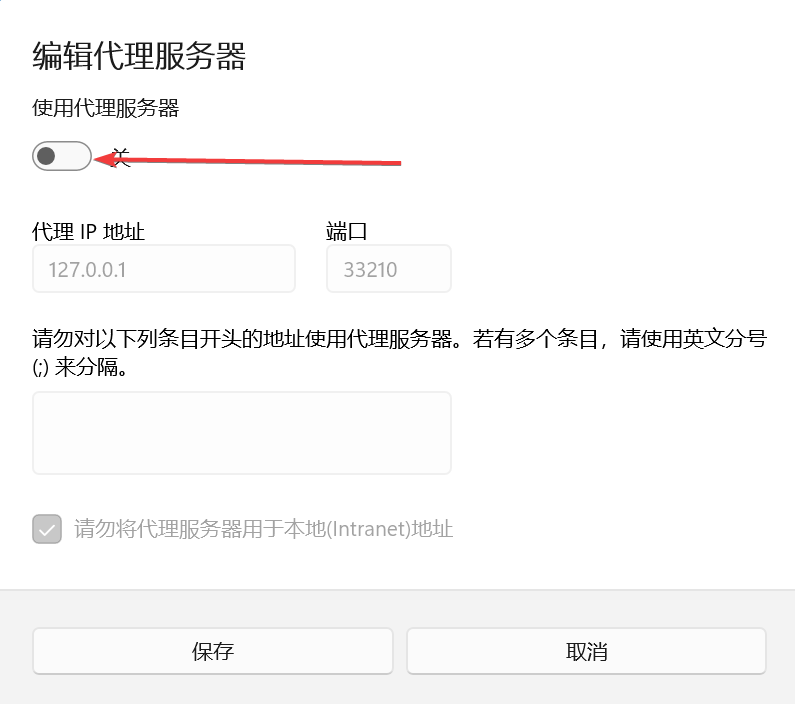 编辑代理服务器
使用代理服务器
关
代理 IP 地址
端口
127.0.0.1
33210
请勿对以下列条目开头的地址使用代理服务器。若有多个条目，请使用英文分号
(;) 来分隔。
请勿将代理服务器用于本地(Intranet)地址
保存
取消